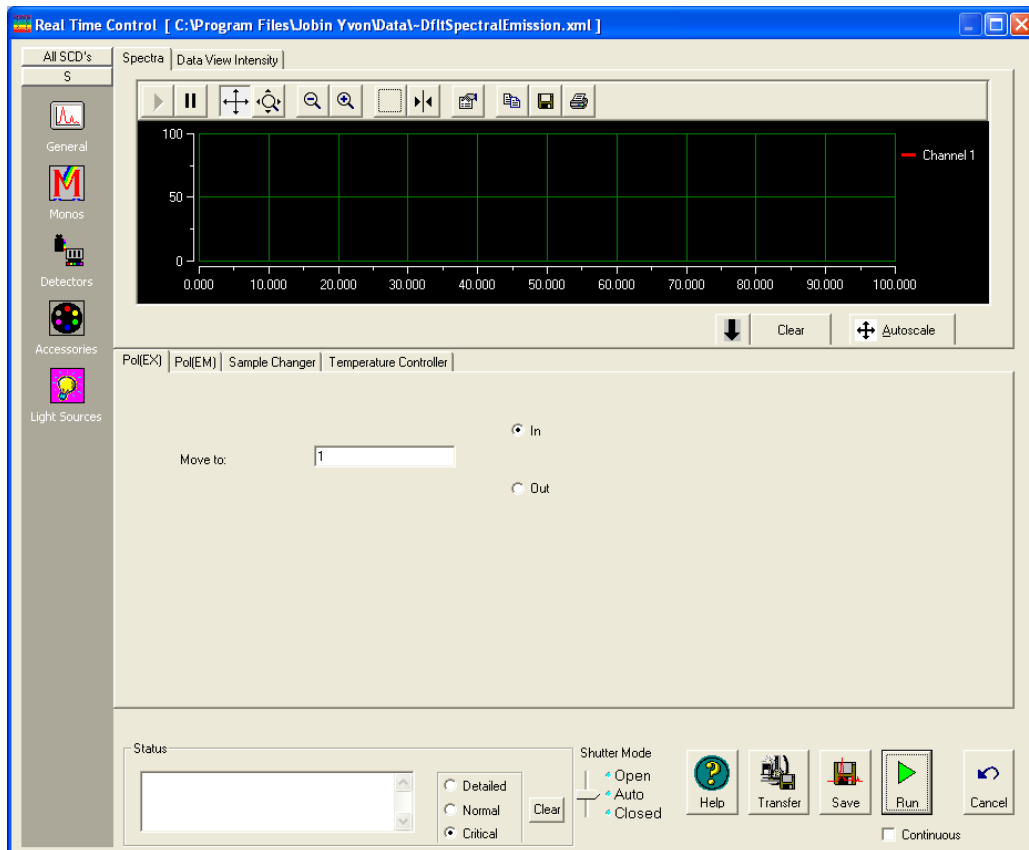 Real Time Control [ C:\Program Files\Jobin Yvon\Data\~DfltSpectralEmission.xml ]
All SCD's
S
General
Monos
Detectors
Accessories
Light Sources
Spectra
Data View Intensity
100
50
0
0.000 10.000 20.000 30.000 40.000 50.000 60.000 70.000 80.000 90.000 100.000
Channel 1
Clear
Autoscale
Pol(EX)
Pol(EM)
Sample Changer
Temperature Controller
Move to:
1
In
Out
Status
Detailed
Normal
Critical
Clear
Shutter Mode
Open
Auto
Closed
Help
Transfer
Save
Run
Cancel
Continuous